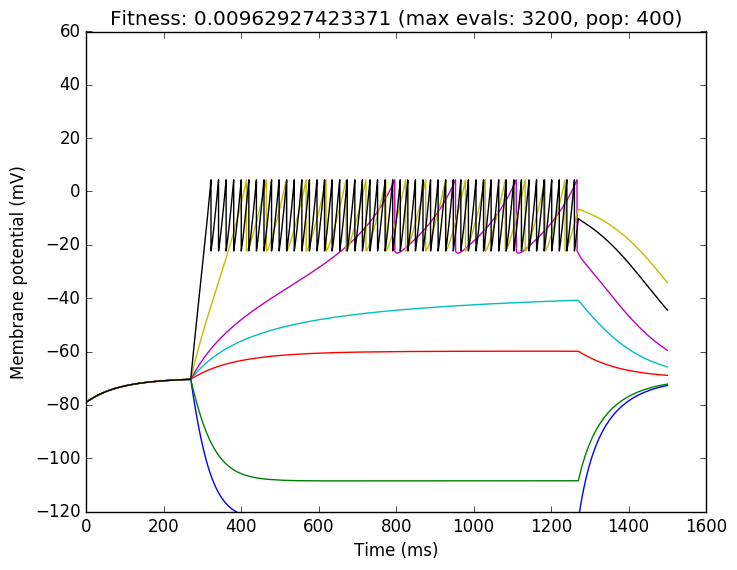 Fitness: 0.00962927423371 (max evals: 3200, pop: 400)
60
40
20
0
−20
−40
−60
−80
−100
−120
Membrane potential (mV)
0 200 400 600 800 1000 1200 1400 1600
Time (ms)